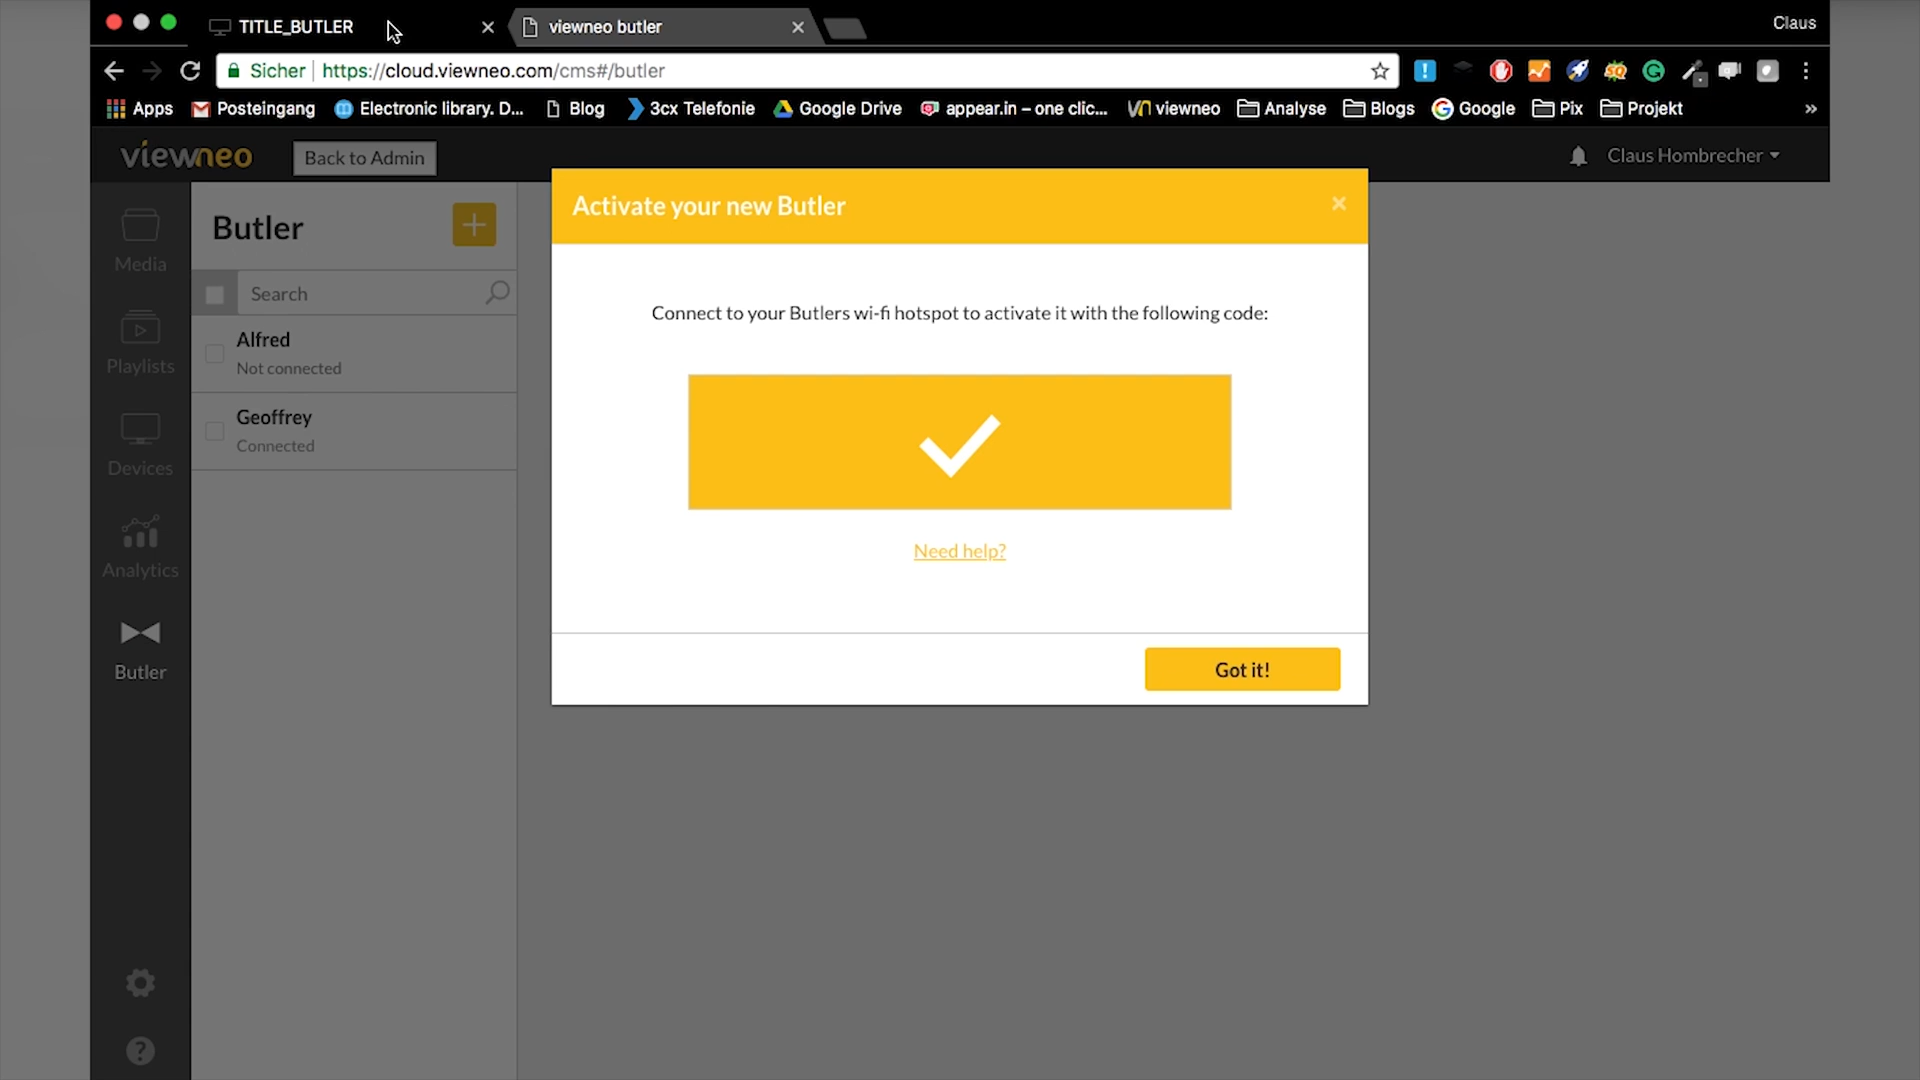 TITLE_BUTLER
viewneo butler
Claus
Sicher
https://cloud.viewneo.com/cms#/butler
Apps
Posteingang
Electronic library. D...
Blog
3cx Telefonie
Google Drive
appear.in – one clic...
viewneo
Analyse
Blogs
Google
Pix
Projekt
»
viewneo
Back to Admin
Claus Hombrecher
Media
Playlists
Devices
Analytics
Butler
Butler
Search
Alfred
Not connected
Geoffrey
Connected
Activate your new Butler
Connect to your Butlers wi-fi hotspot to activate it with the following code:
Need help?
Got it!